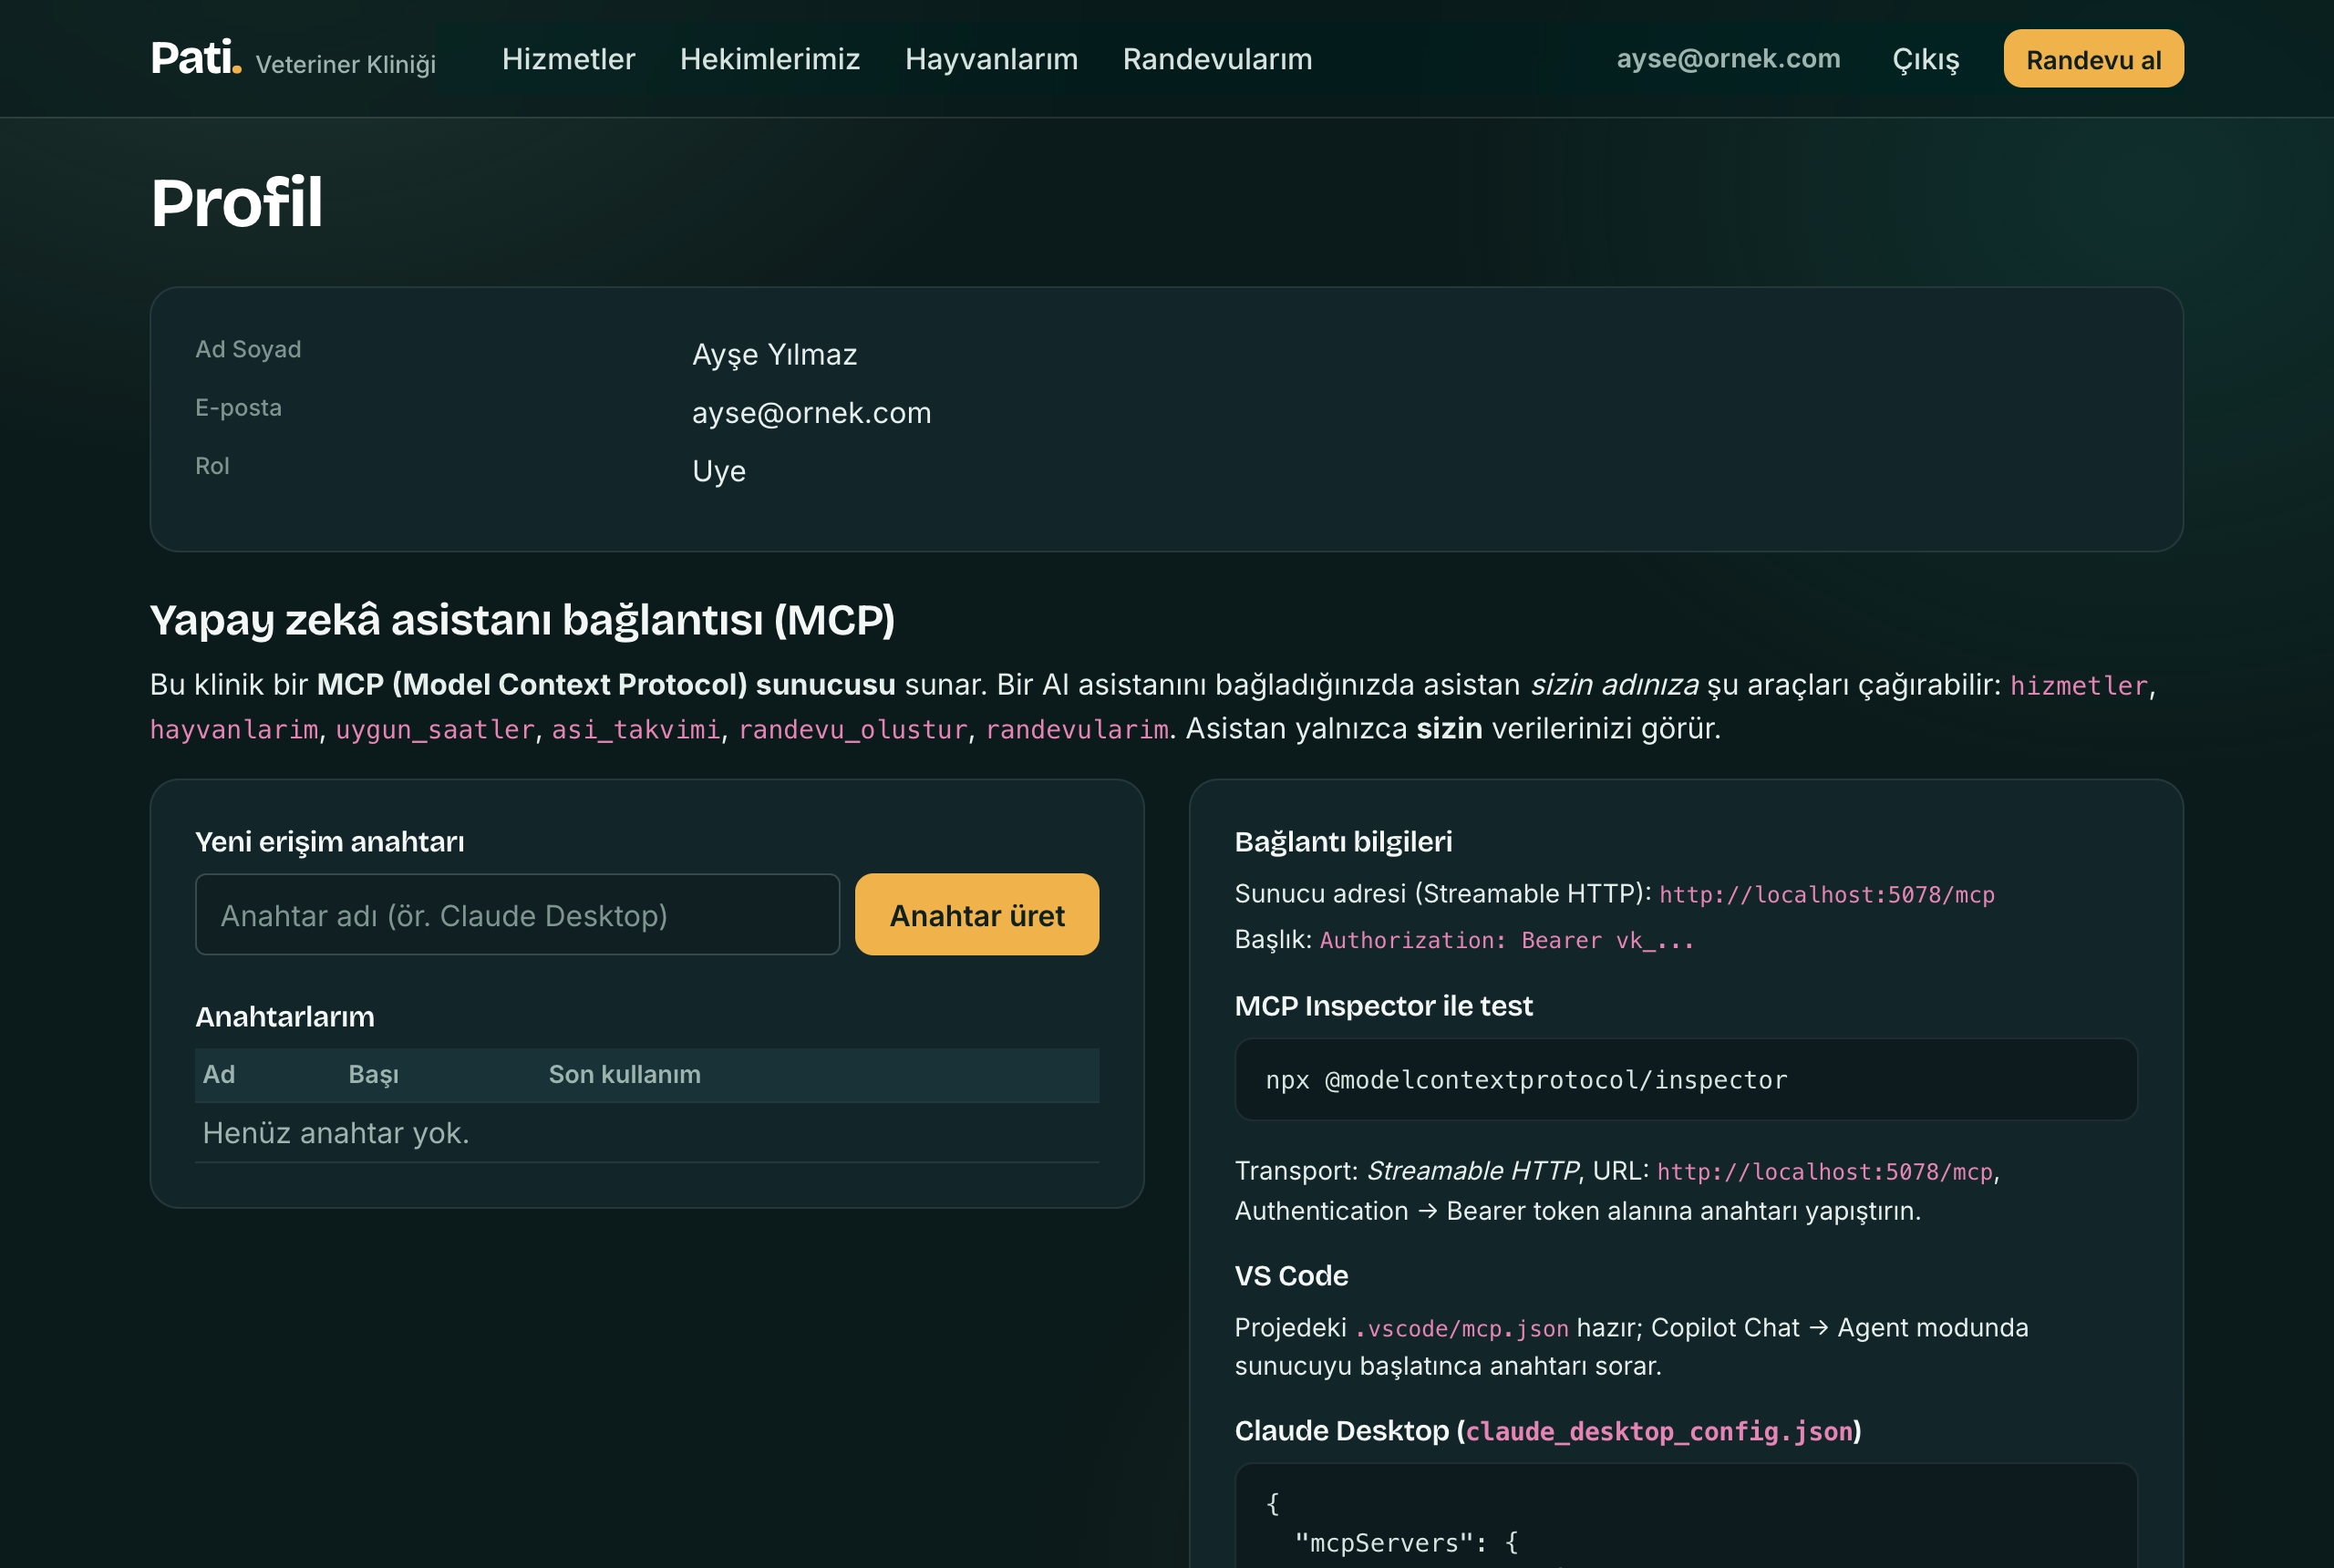 Pati. Veteriner Kliniği Hizmetler Hekimlerimiz Hayvanlarım Randevularım ayse@ornek.com Çıkış Randevu al
Profil
Ad Soyad Ayşe Yılmaz
E-posta ayse@ornek.com
Rol Uye
Yapay zekâ asistanı bağlantısı (MCP)
Bu klinik bir MCP (Model Context Protocol) sunucusu sunar. Bir AI asistanını bağladığınızda asistan sizin adınıza şu araçları çağırabilir: hizmetler,
hayvanlarim, uygun_saatler, asi_takvimi, randevu_olustur, randevularim. Asistan yalnızca sizin verilerinizi görür.
Yeni erişim anahtarı
Anahtar adı (ör. Claude Desktop) Anahtar üret
Anahtarlarım
Ad Başı Son kullanım
Henüz anahtar yok.
Bağlantı bilgileri
Sunucu adresi (Streamable HTTP): http://localhost:5078/mcp
Başlık: Authorization: Bearer vk_...
MCP Inspector ile test
npx @modelcontextprotocol/inspector
Transport: Streamable HTTP, URL: http://localhost:5078/mcp,
Authentication → Bearer token alanına anahtarı yapıştırın.
VS Code
Projedeki .vscode/mcp.json hazır; Copilot Chat → Agent modunda
sunucuyu başlatınca anahtarı sorar.
Claude Desktop (claude_desktop_config.json)
{
"mcpServers": {